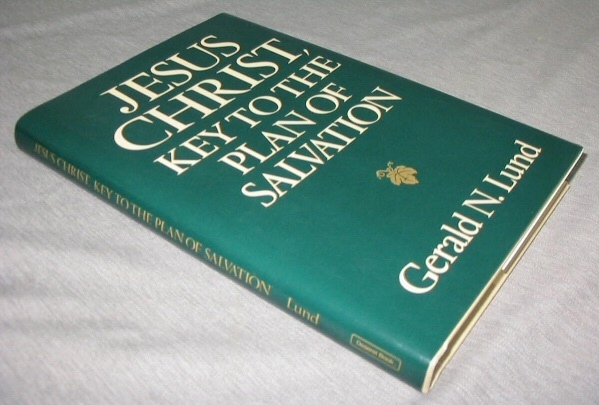 JESUS
CHRIST,
KEY TO THE
PLAN OF
SALVATION
Gerald N. Lund
JESUS CHRIST, KEY TO THE PLAN OF SALVATION Lund
Deseret Book